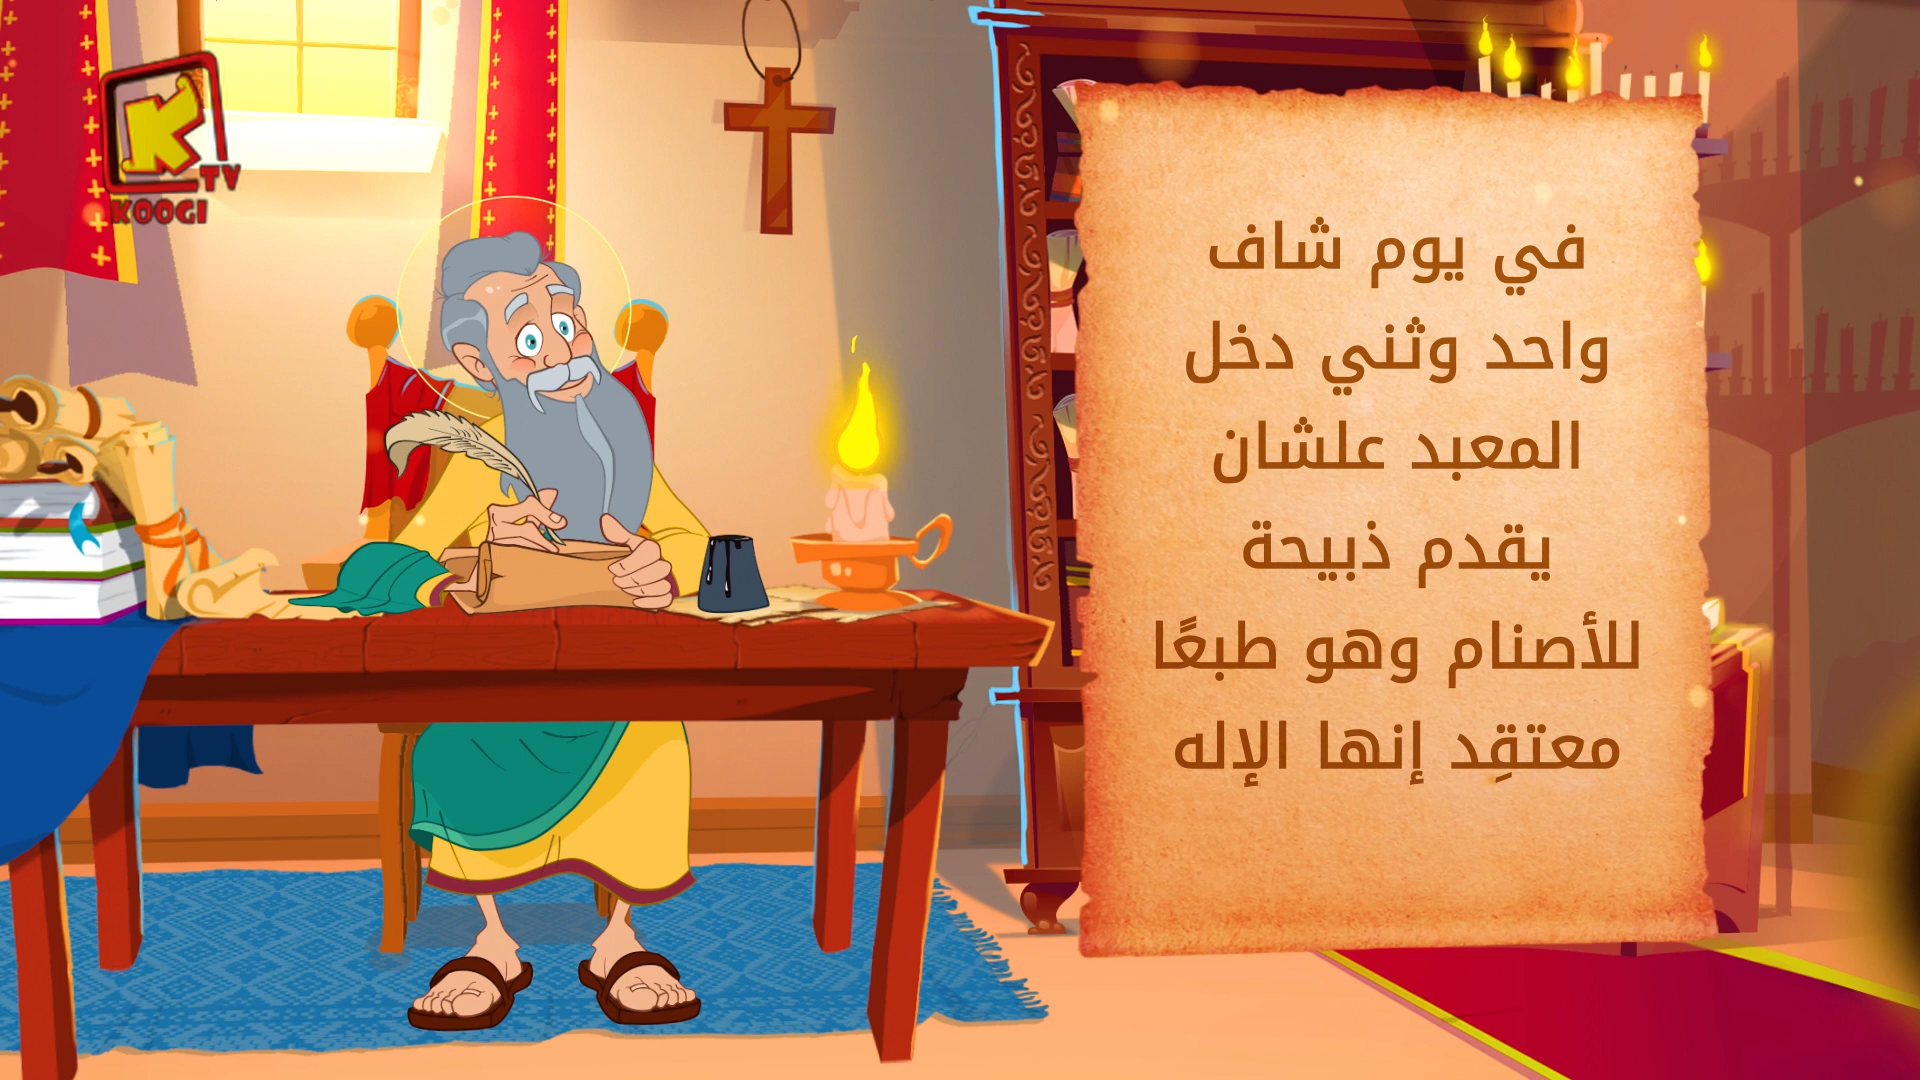 K TV
KOOGI
في يوم شاف
واحد وثني دخل
المعبد علشان
يقدم ذبيحة
للأصنام وهو طبعًا
معتقِد إنها الإله